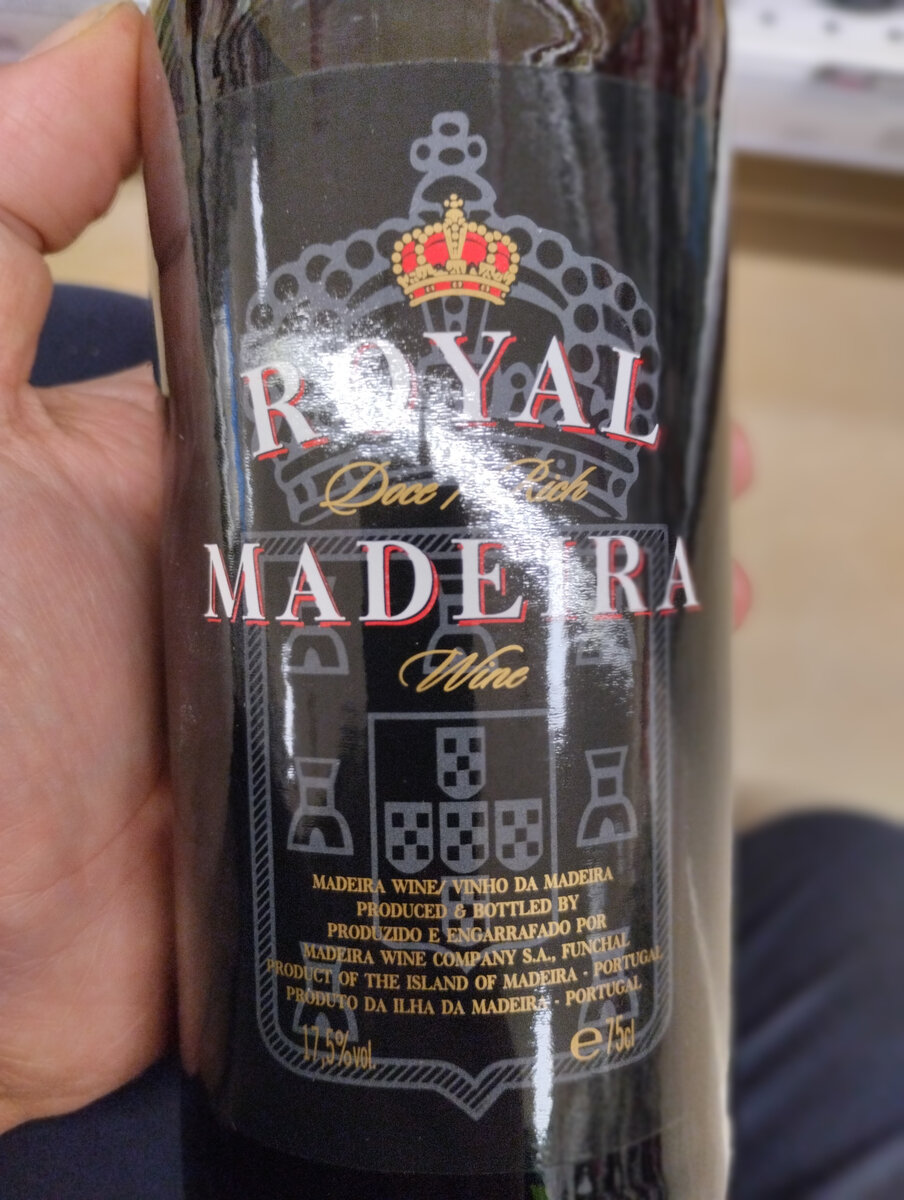 ROYAL
Doce / Rich
MADEIRA
Wine
MADEIRA WINE/ VINHO DA MADEIRA
PRODUCED & BOTTLED BY
PRODUZIDO E ENGARRAFADO POR
MADEIRA WINE COMPANY S.A., FUNCHAL
PRODUCT OF THE ISLAND OF MADEIRA · PORTUGAL
PRODUTO DA ILHA DA MADEIRA · PORTUGAL
17,5%vol. e 75cl